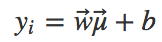 yᵢ = w⃗μ⃗ + b